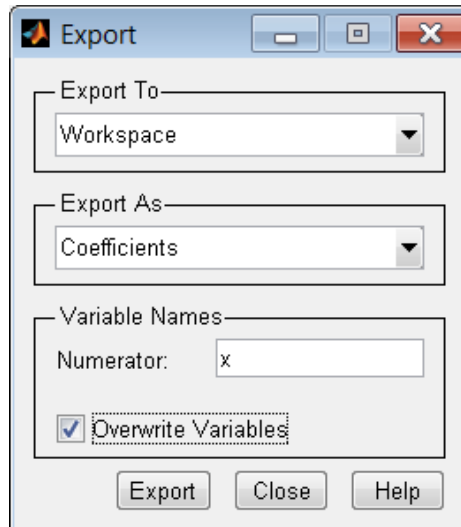 Export
Export To
Workspace
Export As
Coefficients
Variable Names
Numerator: x
Overwrite Variables
Export Close Help